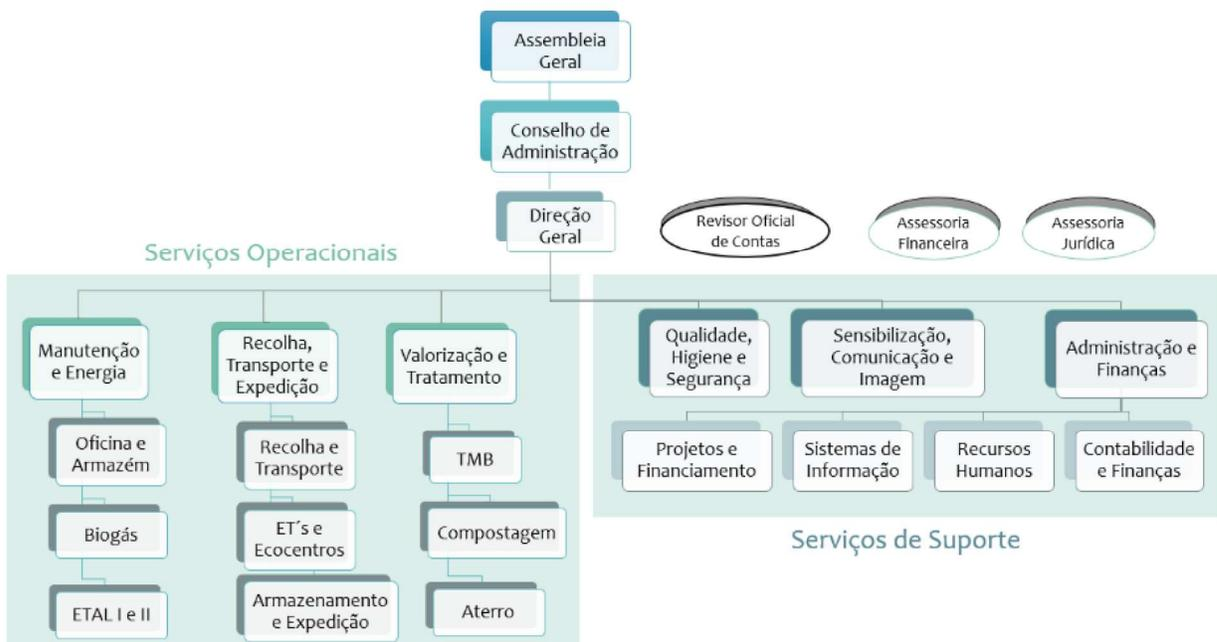 Assembleia
Geral
Conselho de
Administração
Direção
Geral
Revisor Oficial
de Contas
Assessoria
Financeira
Assessoria
Jurídica
Serviços Operacionais
Manutenção
e Energia
Oficina e
Armazém
Biogás
ETAL I e II
Recolha,
Transporte e
Expedição
Recolha e
Transporte
ET´s e
Ecocentros
Armazenamento
e Expedição
Valorização e
Tratamento
TMB
Compostagem
Aterro
Qualidade,
Higiene e
Segurança
Sensibilização,
Comunicação e
Imagem
Administração e
Finanças
Projetos e
Financiamento
Sistemas de
Informação
Recursos
Humanos
Contabilidade
e Finanças
Serviços de Suporte